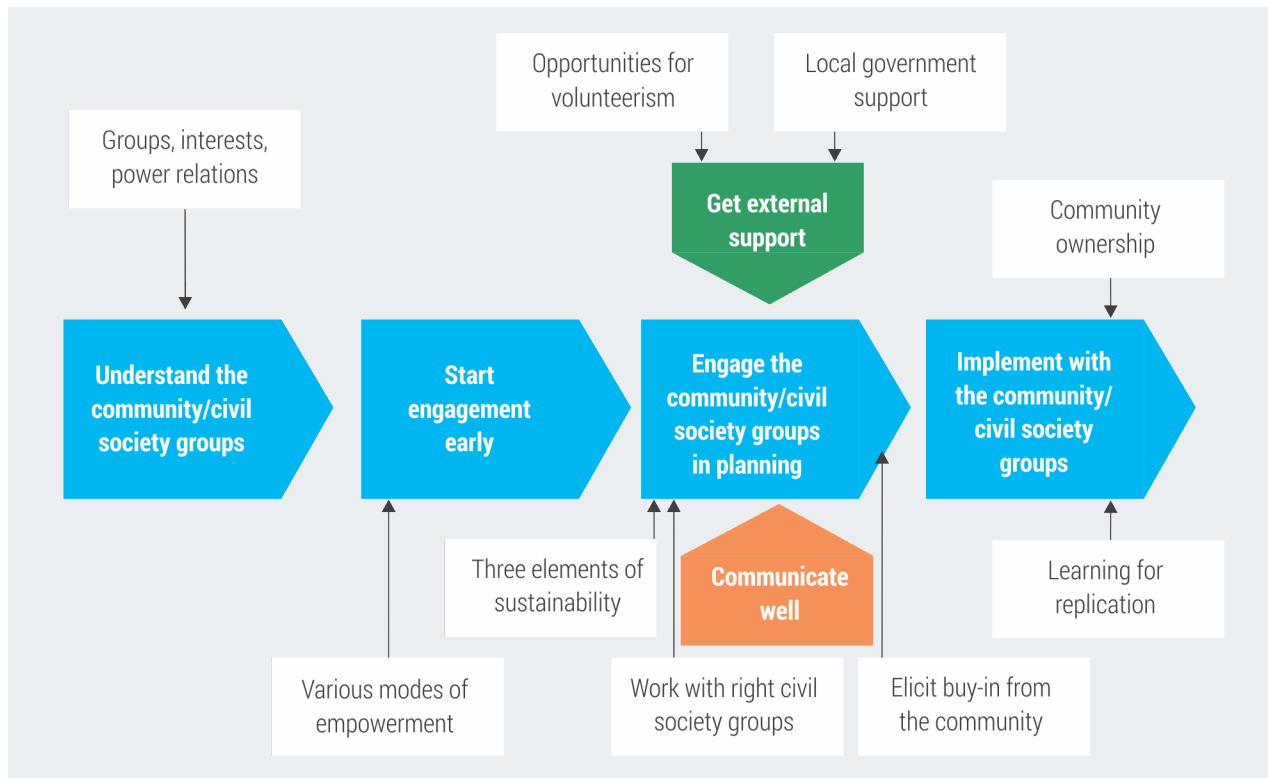 Opportunities for
volunteerism
Local government
support
Groups, interests,
power relations
Get external
support
Community
ownership
Understand the
community/civil
society groups
Start
engagement
early
Engage the
community/civil
society groups
in planning
Implement with
the community/
civil society
groups
Three elements of
sustainability
Communicate
well
Learning for
replication
Various modes of
empowerment
Work with right civil
society groups
Elicit buy-in from
the community